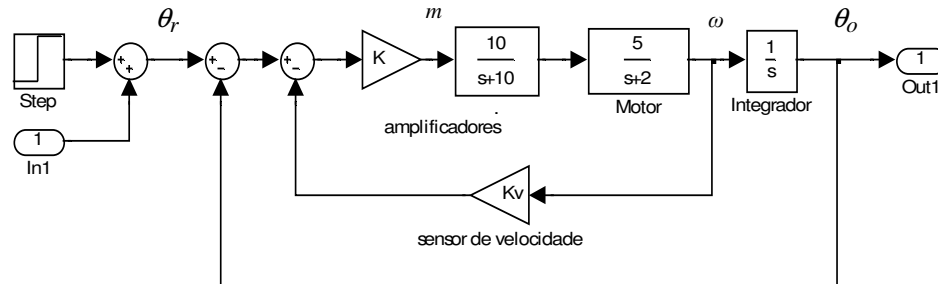 θr
m
ω
θo
Step
+
+
+
-
+
-
K
10
s+10
5
s+2
Motor
1
s
Integrador
1
Out1
1
In1
amplificadores
Kv
sensor de velocidade